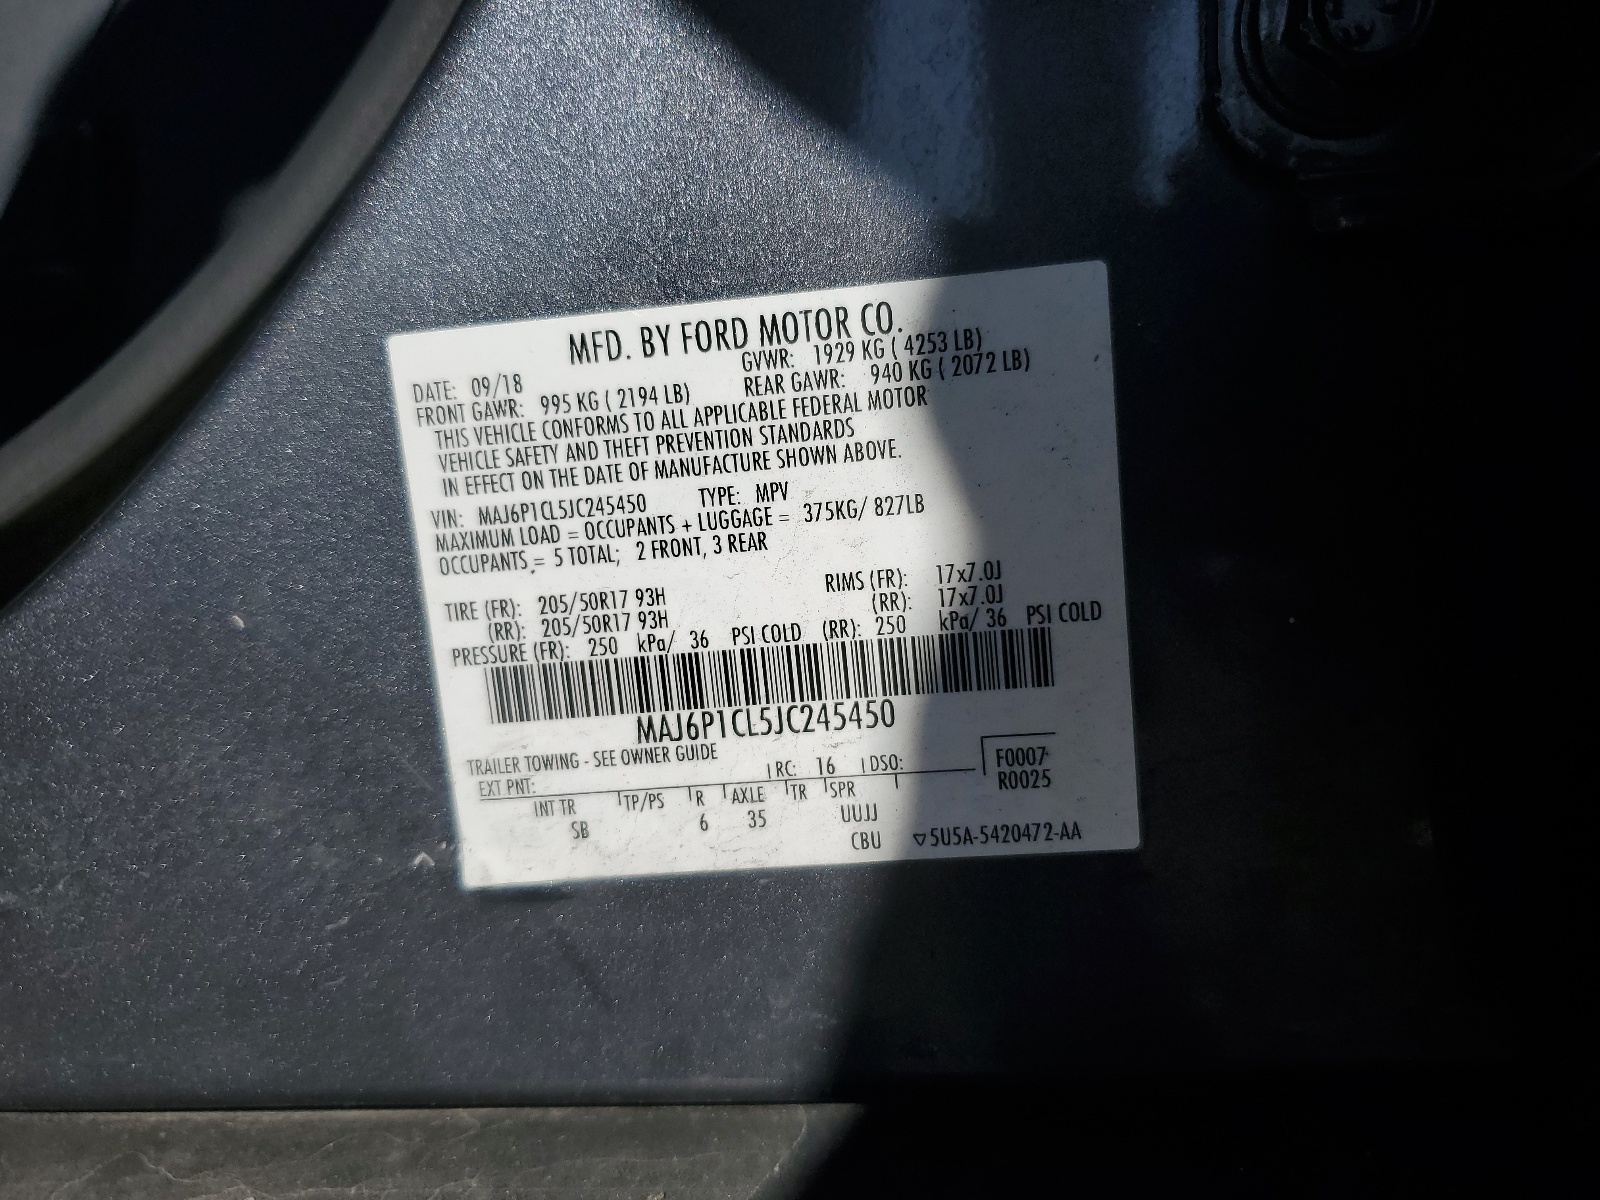 MFD. BY FORD MOTOR CO.
DATE: 09/18 GVWR: 1929 KG ( 4253 LB)
FRONT GAWR: 995 KG ( 2194 LB) REAR GAWR: 940 KG ( 2072 LB)
THIS VEHICLE CONFORMS TO ALL APPLICABLE FEDERAL MOTOR
VEHICLE SAFETY AND THEFT PREVENTION STANDARDS
IN EFFECT ON THE DATE OF MANUFACTURE SHOWN ABOVE.
VIN: MAJ6P1CL5JC245450 TYPE: MPV
MAXIMUM LOAD = OCCUPANTS + LUGGAGE = 375KG/ 827LB
OCCUPANTS = 5 TOTAL; 2 FRONT, 3 REAR
TIRE (FR): 205/50R17 93H RIMS (FR): 17x7.0J
(RR): 205/50R17 93H (RR): 17x7.0J
PRESSURE (FR): 250 kPa/ 36 PSI COLD (RR): 250 kPa/ 36 PSI COLD
MAJ6P1CL5JC245450
TRAILER TOWING - SEE OWNER GUIDE
EXT PNT: RC: 16 DSO: F0007
R0025
INT TR TP/PS R AXLE TR SPR
SB 6 35 UUJJ
CBU ▽5U5A-5420472-AA